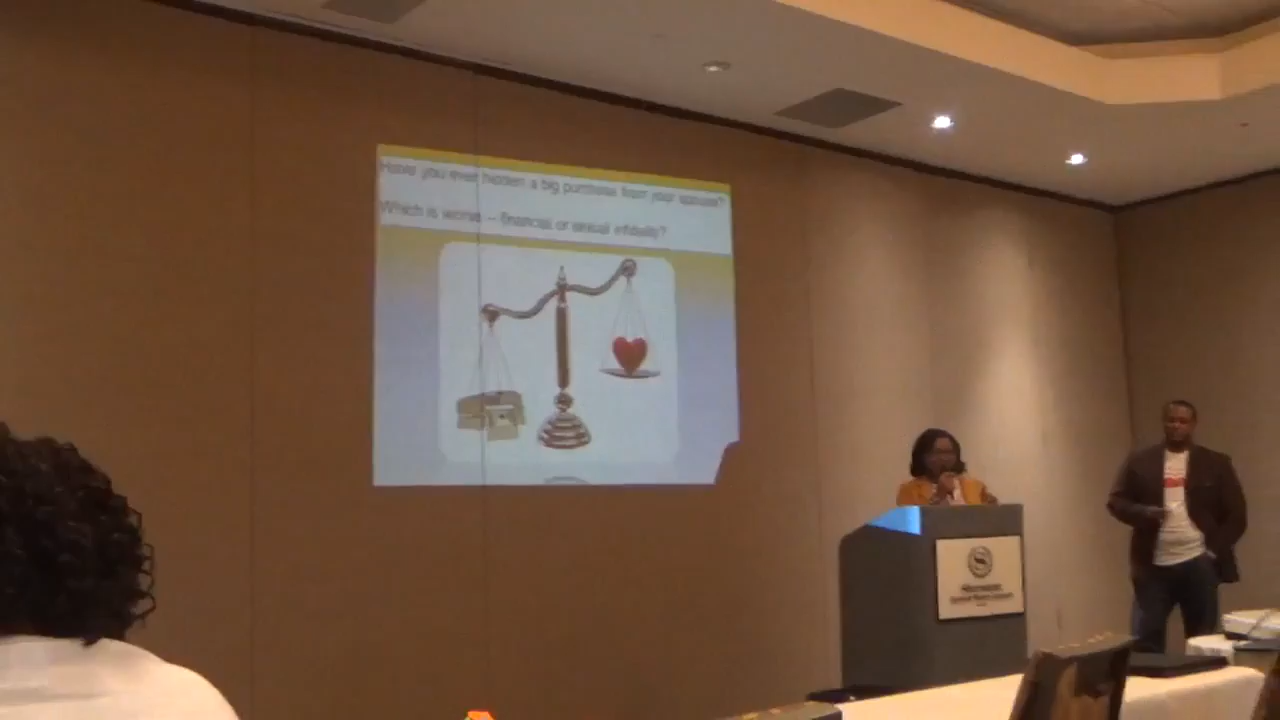 Have you ever hidden a big purchase from your spouse?
Which is worse -- financial or sexual infidelity?